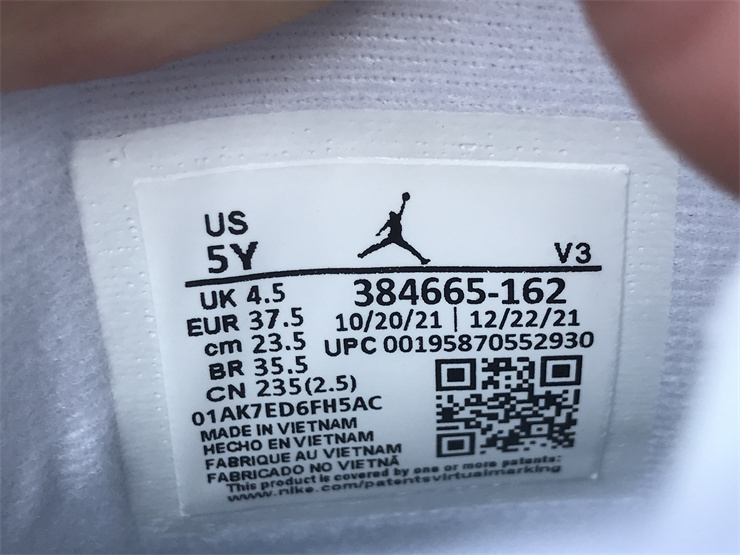 US
5Y
V3
UK 4.5
384665-162
EUR 37.5
10/20/21 | 12/22/21
cm 23.5
UPC 00195870552930
BR 35.5
CN 235(2.5)
01AK7ED6FH5AC
MADE IN VIETNAM
HECHO EN VIETNAM
FABRIQUE AU VIETNAM
FABRICADO NO VIETNÃ
This product is covered by one or more patents:
www.nike.com/patentsvirtualmarking